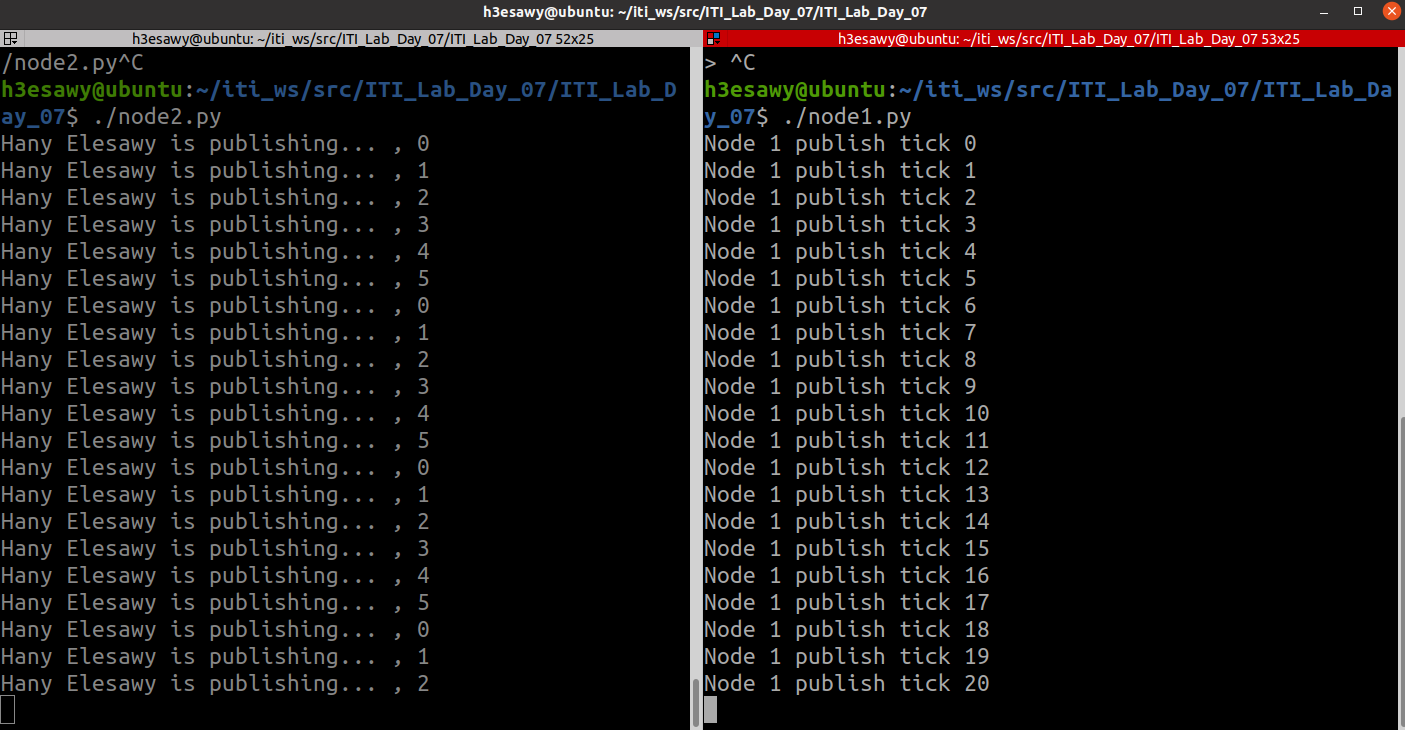 h3esawy@ubuntu: ~/iti_ws/src/ITI_Lab_Day_07/ITI_Lab_Day_07
h3esawy@ubuntu: ~/iti_ws/src/ITI_Lab_Day_07/ITI_Lab_Day_07 52x25
/node2.py^C
h3esawy@ubuntu:~/iti_ws/src/ITI_Lab_Day_07/ITI_Lab_D
ay_07$ ./node2.py
Hany Elesawy is publishing... , 0
Hany Elesawy is publishing... , 1
Hany Elesawy is publishing... , 2
Hany Elesawy is publishing... , 3
Hany Elesawy is publishing... , 4
Hany Elesawy is publishing... , 5
Hany Elesawy is publishing... , 0
Hany Elesawy is publishing... , 1
Hany Elesawy is publishing... , 2
Hany Elesawy is publishing... , 3
Hany Elesawy is publishing... , 4
Hany Elesawy is publishing... , 5
Hany Elesawy is publishing... , 0
Hany Elesawy is publishing... , 1
Hany Elesawy is publishing... , 2
Hany Elesawy is publishing... , 3
Hany Elesawy is publishing... , 4
Hany Elesawy is publishing... , 5
Hany Elesawy is publishing... , 0
Hany Elesawy is publishing... , 1
Hany Elesawy is publishing... , 2
h3esawy@ubuntu: ~/iti_ws/src/ITI_Lab_Day_07/ITI_Lab_Day_07 53x25
> ^C
h3esawy@ubuntu:~/iti_ws/src/ITI_Lab_Day_07/ITI_Lab_Da
y_07$ ./node1.py
Node 1 publish tick 0
Node 1 publish tick 1
Node 1 publish tick 2
Node 1 publish tick 3
Node 1 publish tick 4
Node 1 publish tick 5
Node 1 publish tick 6
Node 1 publish tick 7
Node 1 publish tick 8
Node 1 publish tick 9
Node 1 publish tick 10
Node 1 publish tick 11
Node 1 publish tick 12
Node 1 publish tick 13
Node 1 publish tick 14
Node 1 publish tick 15
Node 1 publish tick 16
Node 1 publish tick 17
Node 1 publish tick 18
Node 1 publish tick 19
Node 1 publish tick 20